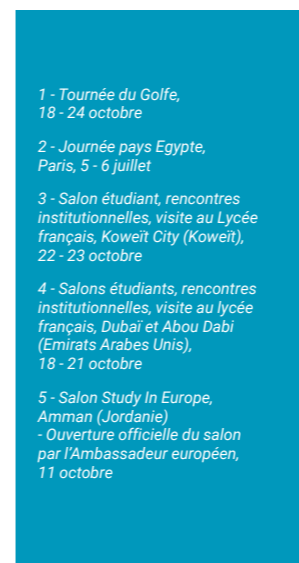 1 - Tournée du Golfe,
18 - 24 octobre
2 - Journée pays Egypte,
Paris, 5 - 6 juillet
3 - Salon étudiant, rencontres
institutionnelles, visite au Lycée
français, Koweït City (Koweït),
22 - 23 octobre
4 - Salons étudiants, rencontres
institutionnelles, visite au lycée
français, Dubaï et Abou Dabi
(Emirats Arabes Unis),
18 - 21 octobre
5 - Salon Study In Europe,
Amman (Jordanie)
- Ouverture officielle du salon
par l’Ambassadeur européen,
11 octobre